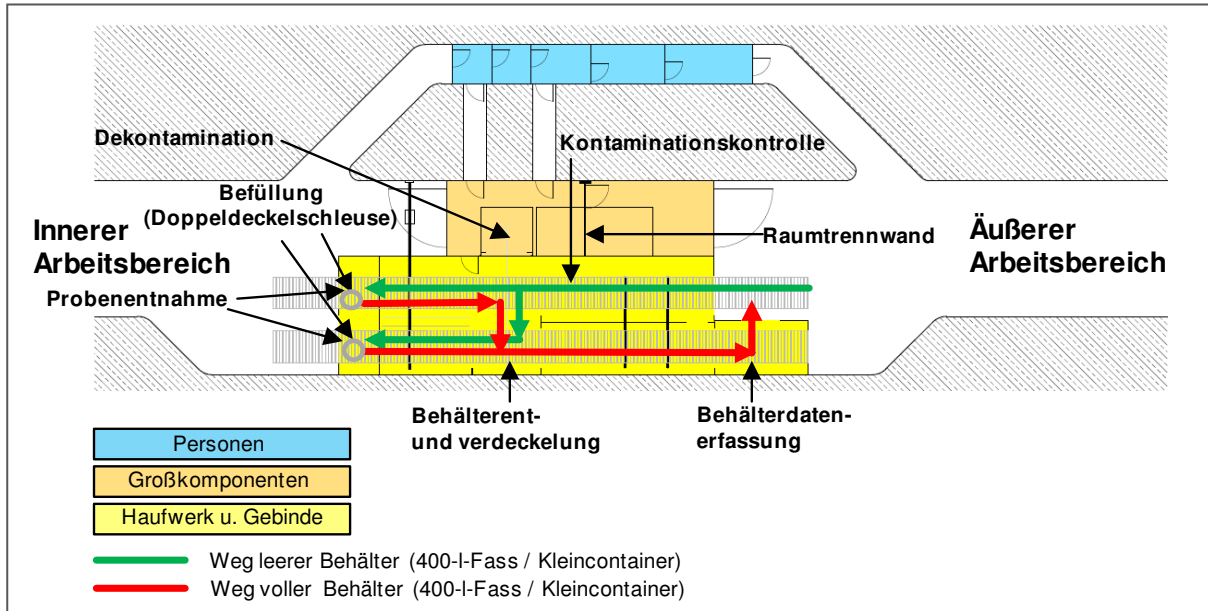 Dekontamination
Kontaminationskontrolle
Befüllung
(Doppeldeckelschleuse)
Innerer
Arbeitsbereich
Raumtrennwand
Äußerer
Arbeitsbereich
Probenentnahme
Behälterent-
und verdeckelung
Behälterdaten-
erfassung
Personen
Großkomponenten
Haufwerk u. Gebinde
Weg leerer Behälter (400-l-Fass / Kleincontainer)
Weg voller Behälter (400-l-Fass / Kleincontainer)